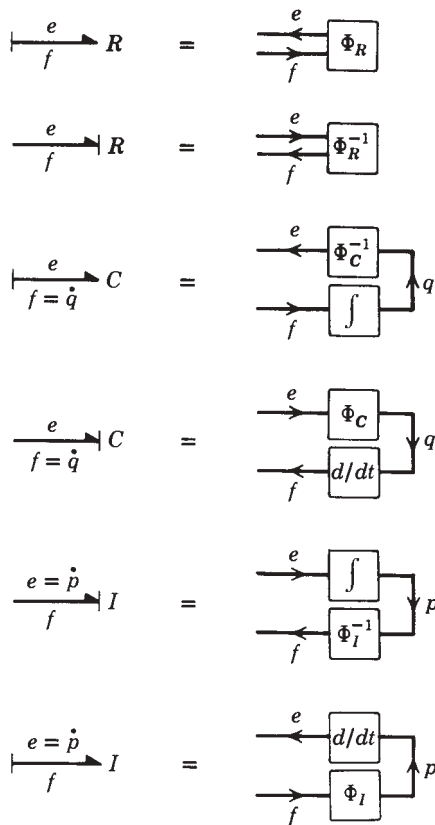 e e
f R = f Φ_R
e e
f R = f Φ_R^{-1}
e e Φ_C^{-1}
f = q̇ C = f ∫ q
e e Φ_C
f = q̇ C = f d/dt q
e = ṗ e ∫
f I = f Φ_I^{-1} p
e = ṗ e d/dt
f I = f Φ_I p